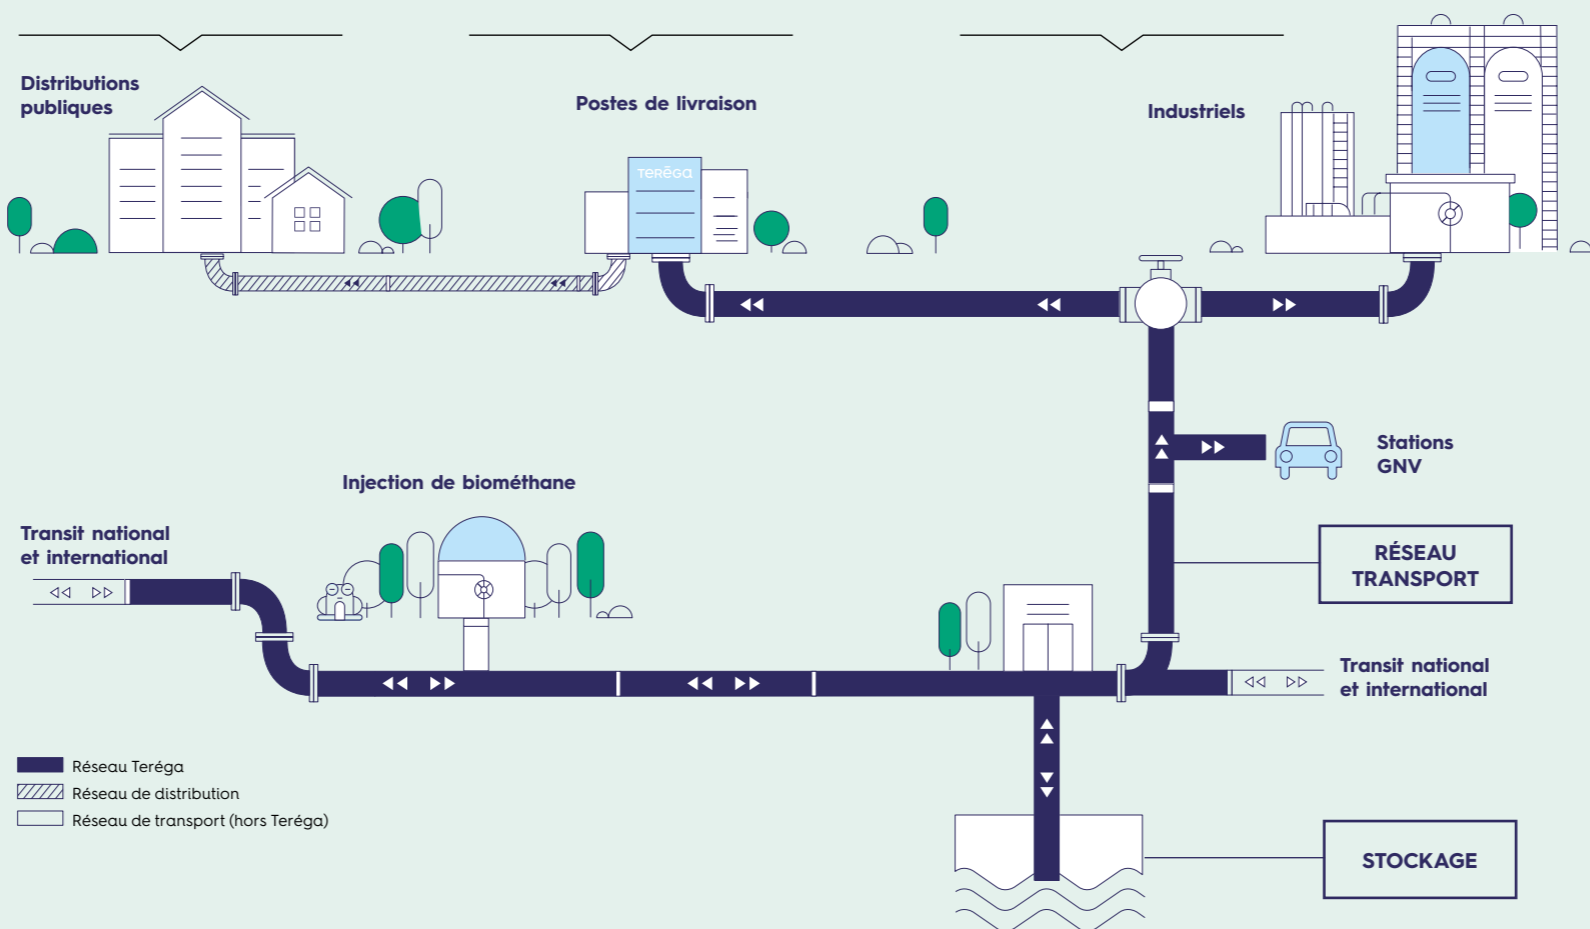 Distributions
publiques
Postes de livraison
Industriels
TERĒGA
Stations
GNV
Injection de biométhane
Transit national
et international
RÉSEAU
TRANSPORT
Transit national
et international
Réseau Teréga
Réseau de distribution
Réseau de transport (hors Teréga)
STOCKAGE